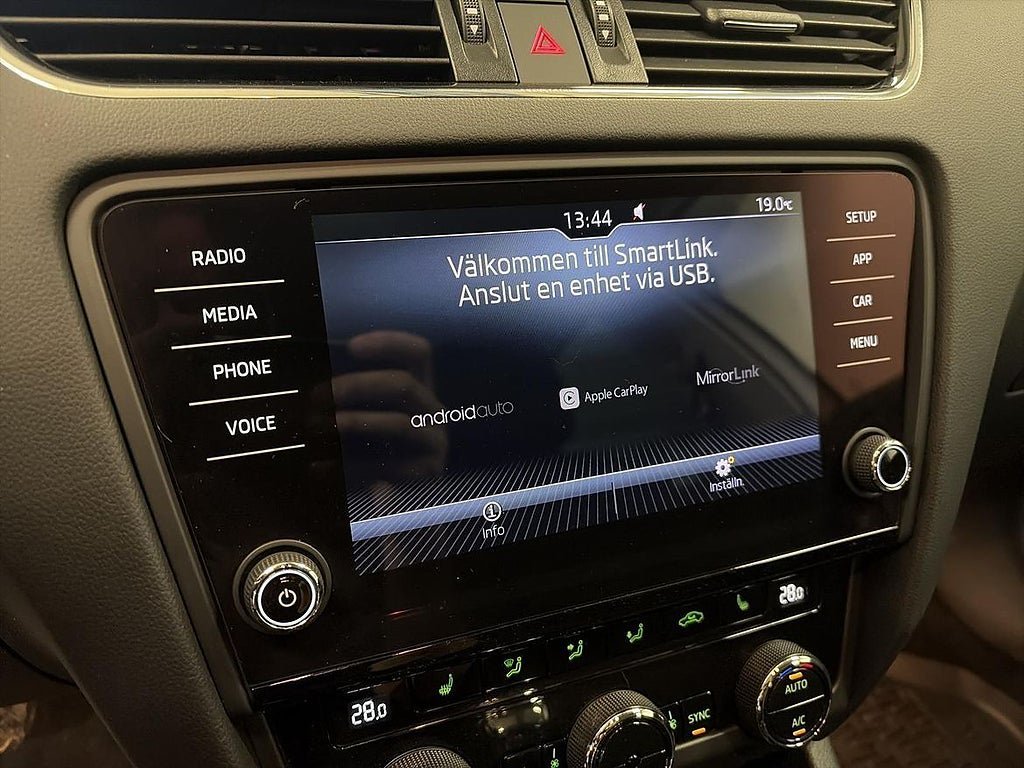 13:44
19.0°C
RADIO
MEDIA
PHONE
VOICE
Välkommen till SmartLink.
Anslut en enhet via USB.
androidauto
Apple CarPlay
MirrorLink
Info
Inställn.
SETUP
APP
CAR
MENU
28.0
28.0
SYNC
AUTO
A/C